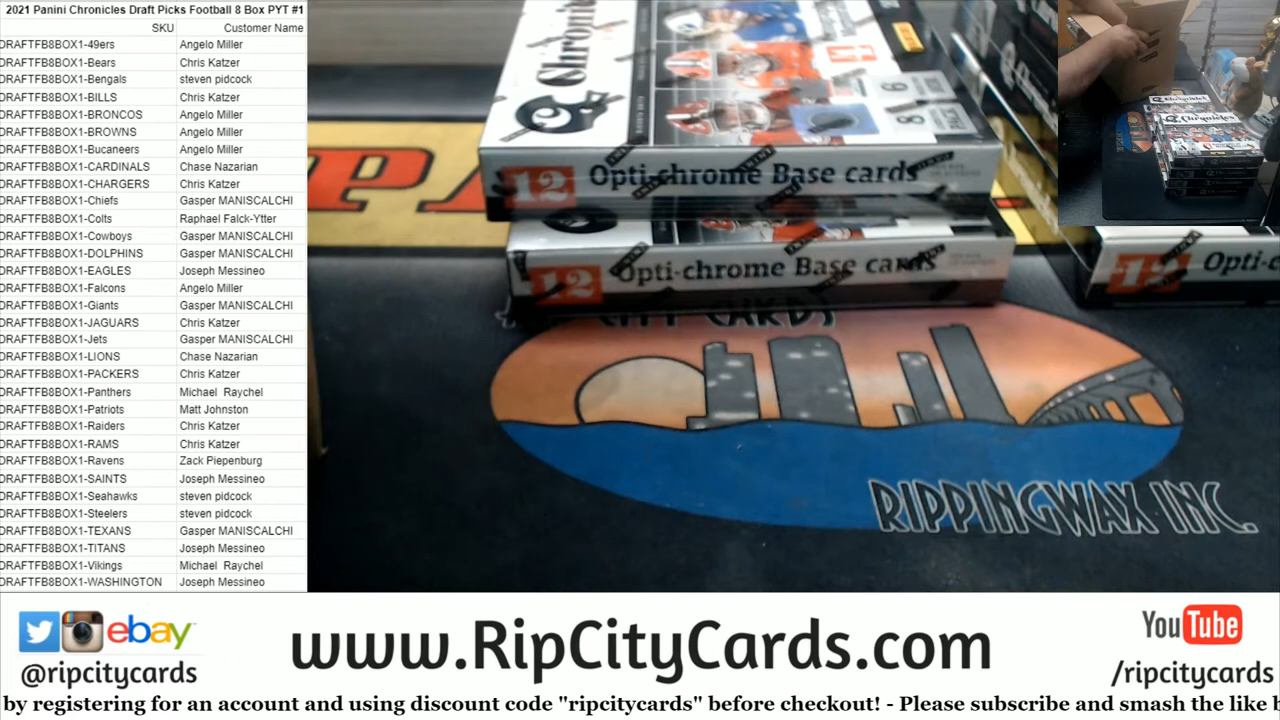 2021 Panini Chronicles Draft Picks Football 8 Box PYT #1
SKU Customer Name
DRAFTFB8BOX1-49ers Angelo Miller
DRAFTFB8BOX1-Bears Chris Katzer
DRAFTFB8BOX1-Bengals steven pidcock
DRAFTFB8BOX1-BILLS Chris Katzer
DRAFTFB8BOX1-BRONCOS Angelo Miller
DRAFTFB8BOX1-BROWNS Angelo Miller
DRAFTFB8BOX1-Bucaneers Angelo Miller
DRAFTFB8BOX1-CARDINALS Chase Nazarian
DRAFTFB8BOX1-CHARGERS Chris Katzer
DRAFTFB8BOX1-Chiefs Gasper MANISCALCHI
DRAFTFB8BOX1-Colts Raphael Falck-Ytter
DRAFTFB8BOX1-Cowboys Gasper MANISCALCHI
DRAFTFB8BOX1-DOLPHINS Gasper MANISCALCHI
DRAFTFB8BOX1-EAGLES Joseph Messineo
DRAFTFB8BOX1-Falcons Angelo Miller
DRAFTFB8BOX1-Giants Gasper MANISCALCHI
DRAFTFB8BOX1-JAGUARS Chris Katzer
DRAFTFB8BOX1-Jets Gasper MANISCALCHI
DRAFTFB8BOX1-LIONS Chase Nazarian
DRAFTFB8BOX1-PACKERS Chris Katzer
DRAFTFB8BOX1-Panthers Michael Raychel
DRAFTFB8BOX1-Patriots Matt Johnston
DRAFTFB8BOX1-Raiders Chris Katzer
DRAFTFB8BOX1-RAMS Chris Katzer
DRAFTFB8BOX1-Ravens Zack Piepenburg
DRAFTFB8BOX1-SAINTS Joseph Messineo
DRAFTFB8BOX1-Seahawks steven pidcock
DRAFTFB8BOX1-Steelers steven pidcock
DRAFTFB8BOX1-TEXANS Gasper MANISCALCHI
DRAFTFB8BOX1-TITANS Joseph Messineo
DRAFTFB8BOX1-Vikings Michael Raychel
DRAFTFB8BOX1-WASHINGTON Joseph Messineo
Chronicles
2 Opti-chrome Base cards
12 Opti-chrome Base cards
12 Opti-c
CITY CARDS
RIPPINGWAX INC.
ebay
@ripcitycards
www.RipCityCards.com
YouTube
/ripcitycards
by registering for an account and using discount code "ripcitycards" before checkout! - Please subscribe and smash the like